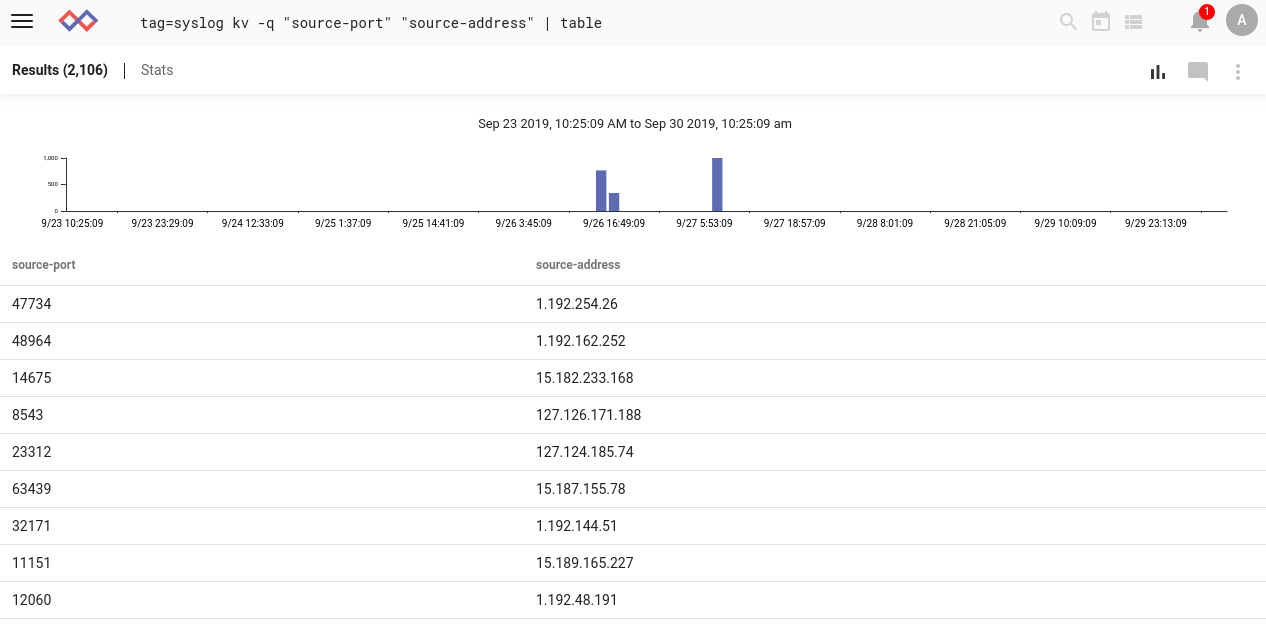 tag=syslog kv -q "source-port" "source-address" | table
1
A
Results (2,106) | Stats
Sep 23 2019, 10:25:09 AM to Sep 30 2019, 10:25:09 am
1,000
500
0
9/23 10:25:09 9/23 23:29:09 9/24 12:33:09 9/25 1:37:09 9/25 14:41:09 9/26 3:45:09 9/26 16:49:09 9/27 5:53:09 9/27 18:57:09 9/28 8:01:09 9/28 21:05:09 9/29 10:09:09 9/29 23:13:09
source-port source-address
47734 1.192.254.26
48964 1.192.162.252
14675 15.182.233.168
8543 127.126.171.188
23312 127.124.185.74
63439 15.187.155.78
32171 1.192.144.51
11151 15.189.165.227
12060 1.192.48.191